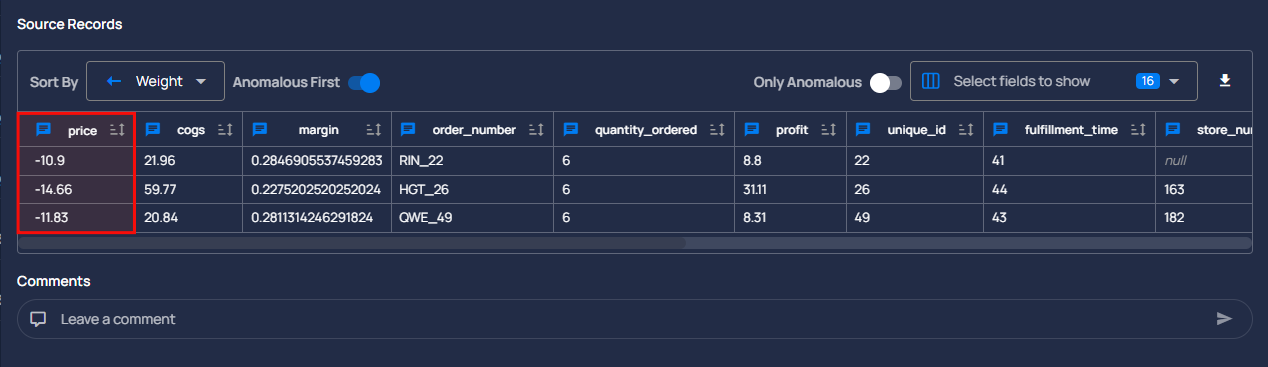 Source Records
Sort By Weight Anomalous First Only Anomalous Select fields to show 16
price cogs margin order_number quantity_ordered profit unique_id fulfillment_time store_nu
-10.9 21.96 0.2846905537459283 RIN_22 6 8.8 22 41 null
-14.66 59.77 0.2275202520252024 HGT_26 6 31.11 26 44 163
-11.83 20.84 0.2811314246291824 QWE_49 6 8.31 49 43 182
Comments
Leave a comment